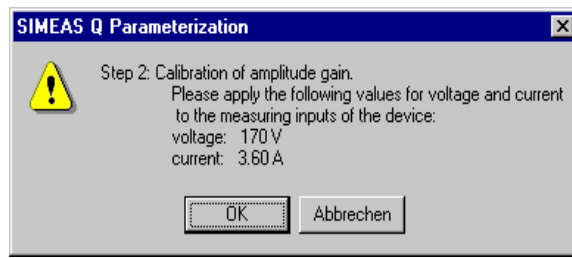 SIMEAS Q Parameterization
Step 2: Calibration of amplitude gain.
Please apply the following values for voltage and current
to the measuring inputs of the device:
voltage: 170 V
current: 3.60 A
OK Abbrechen